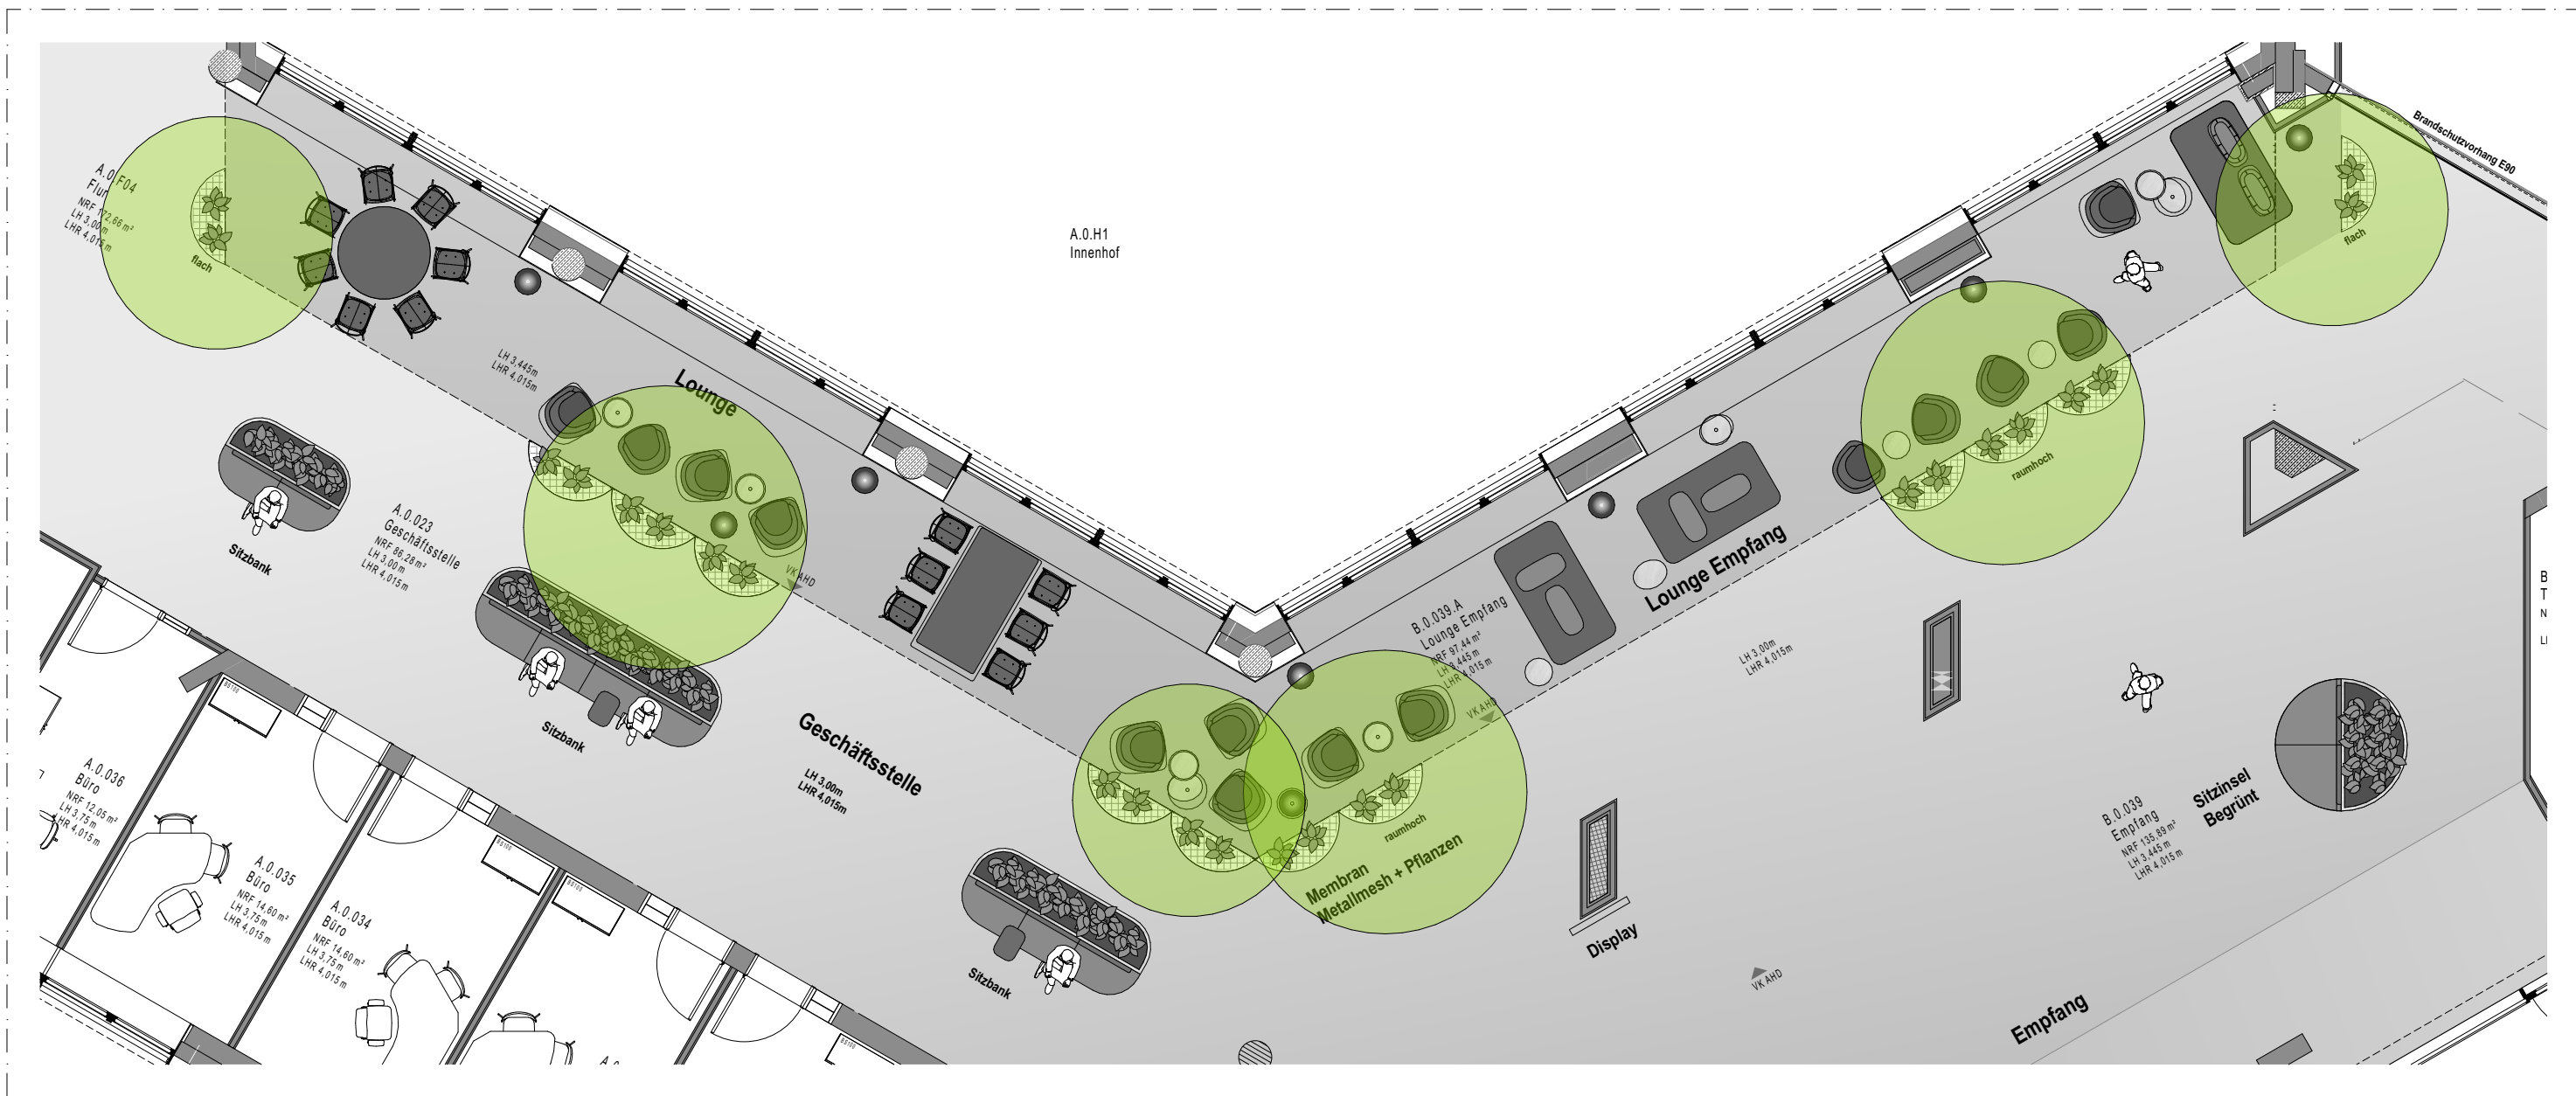 A.0.F04
Flur
NRF 172,66 m²
LH 3,00 m
LHR 4,015 m
flach
LH 3,445m
LHR 4,015m
Lounge
A.0.H1
Innenhof
Brandschutzvorhang E90
flach
raumhoch
Sitzbank
A.0.023
Geschäftsstelle
NRF 86,28 m²
LH 3,00 m
LHR 4,015 m
VK AHD
Sitzbank
Geschäftsstelle
LH 3,00m
LHR 4,015m
Lounge Empfang
B.0.039.A
Lounge Empfang
NRF 97,44 m²
LH 3,445 m
LHR 4,015 m
VK AHD
LH 3,00m
LHR 4,015m
raumhoch
Membran
Metallmesh + Pflanzen
Display
VK AHD
Sitzbank
Sitzinsel
Begrünt
B.0.039
Empfang
NRF 135,89 m²
LH 3,445 m
LHR 4,015 m
Empfang
B
T
N
LI
A.0.036
Büro
NRF 12,05 m²
LH 3,75 m
LHR 4,015 m
BS100
A.0.035
Büro
NRF 14,60 m²
LH 3,75 m
LHR 4,015 m
BS100
A.0.034
Büro
NRF 14,60 m²
LH 3,75 m
LHR 4,015 m
BS100
BS100